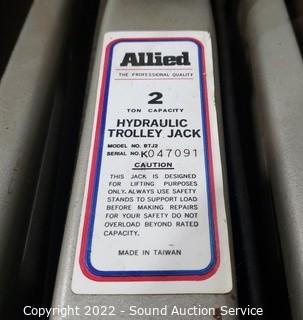 Allied
THE PROFESSIONAL QUALITY
2
TON CAPACITY
HYDRAULIC
TROLLEY JACK
MODEL NO. BTJ2
SERIAL NO. K047091
CAUTION
THIS JACK IS DESIGNED
FOR LIFTING PURPOSES
ONLY. ALWAYS USE SAFETY
STANDS TO SUPPORT LOAD
BEFORE MAKING REPAIRS
FOR YOUR SAFETY DO NOT
OVERLOAD BEYOND RATED
CAPACITY.
MADE IN TAIWAN
Copyright © 2022 - Sound Auction Service